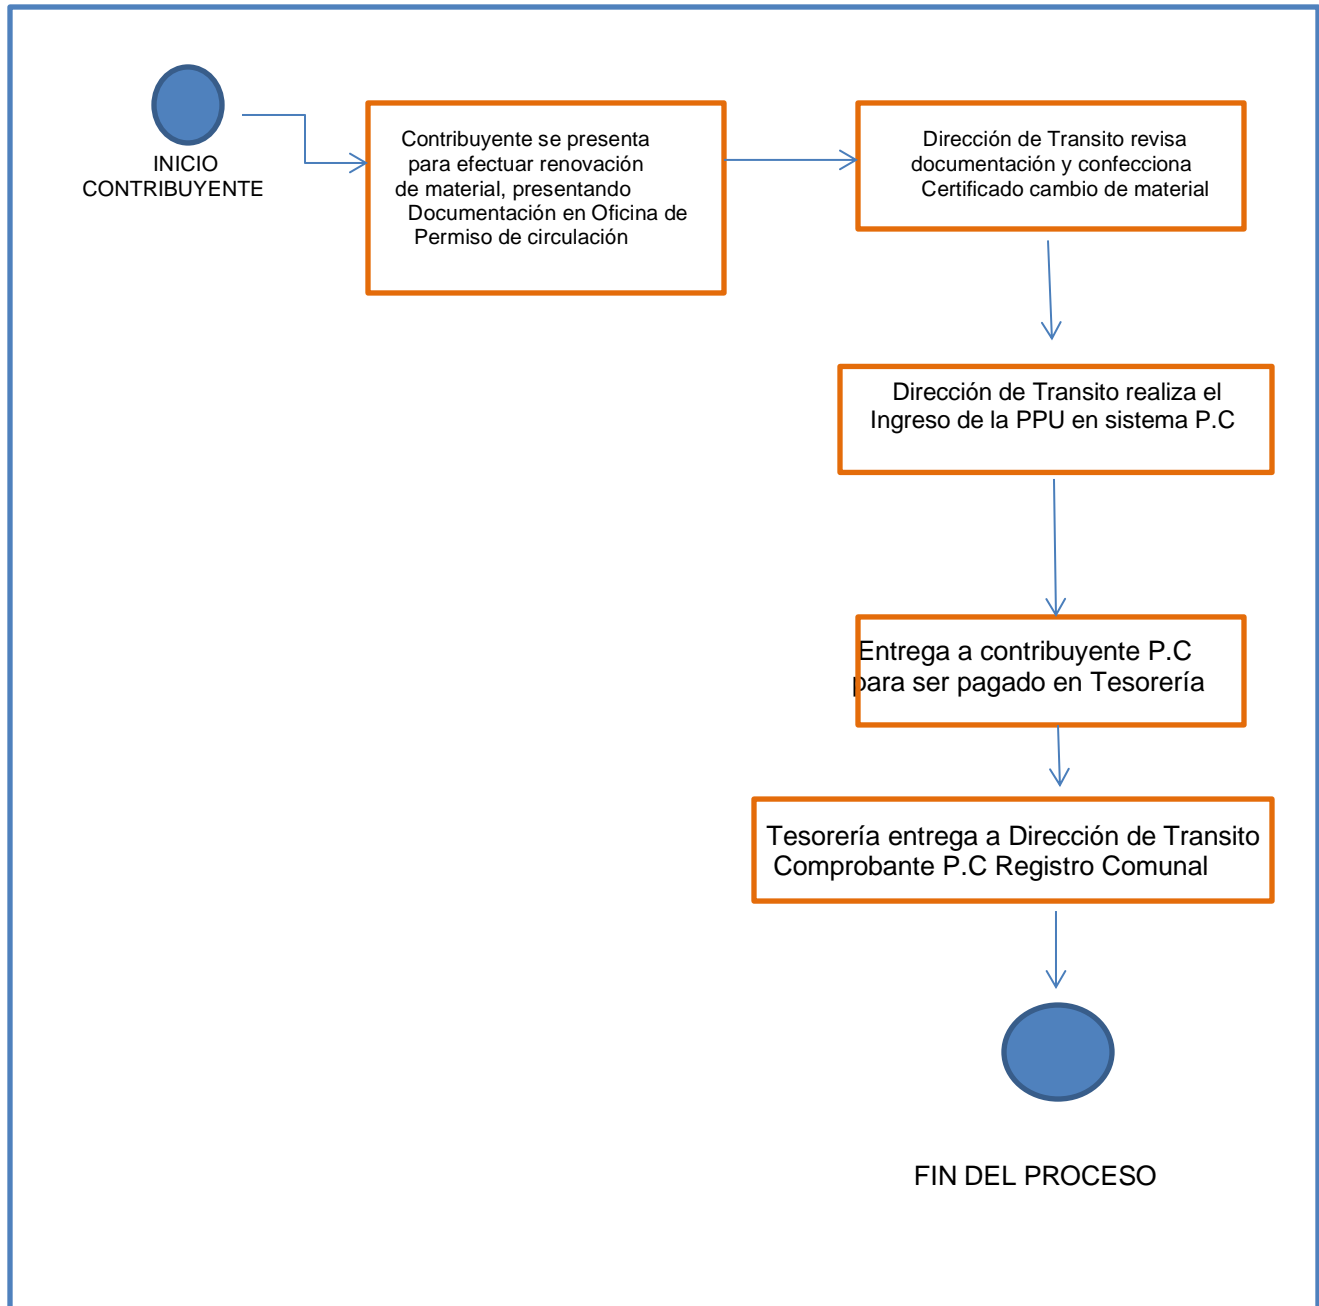 INICIO
CONTRIBUYENTE
Contribuyente se presenta
para efectuar renovación
de material, presentando
Documentación en Oficina de
Permiso de circulación
Dirección de Transito revisa
documentación y confecciona
Certificado cambio de material
Dirección de Transito realiza el
Ingreso de la PPU en sistema P.C
Entrega a contribuyente P.C
para ser pagado en Tesorería
Tesorería entrega a Dirección de Transito
Comprobante P.C Registro Comunal
FIN DEL PROCESO